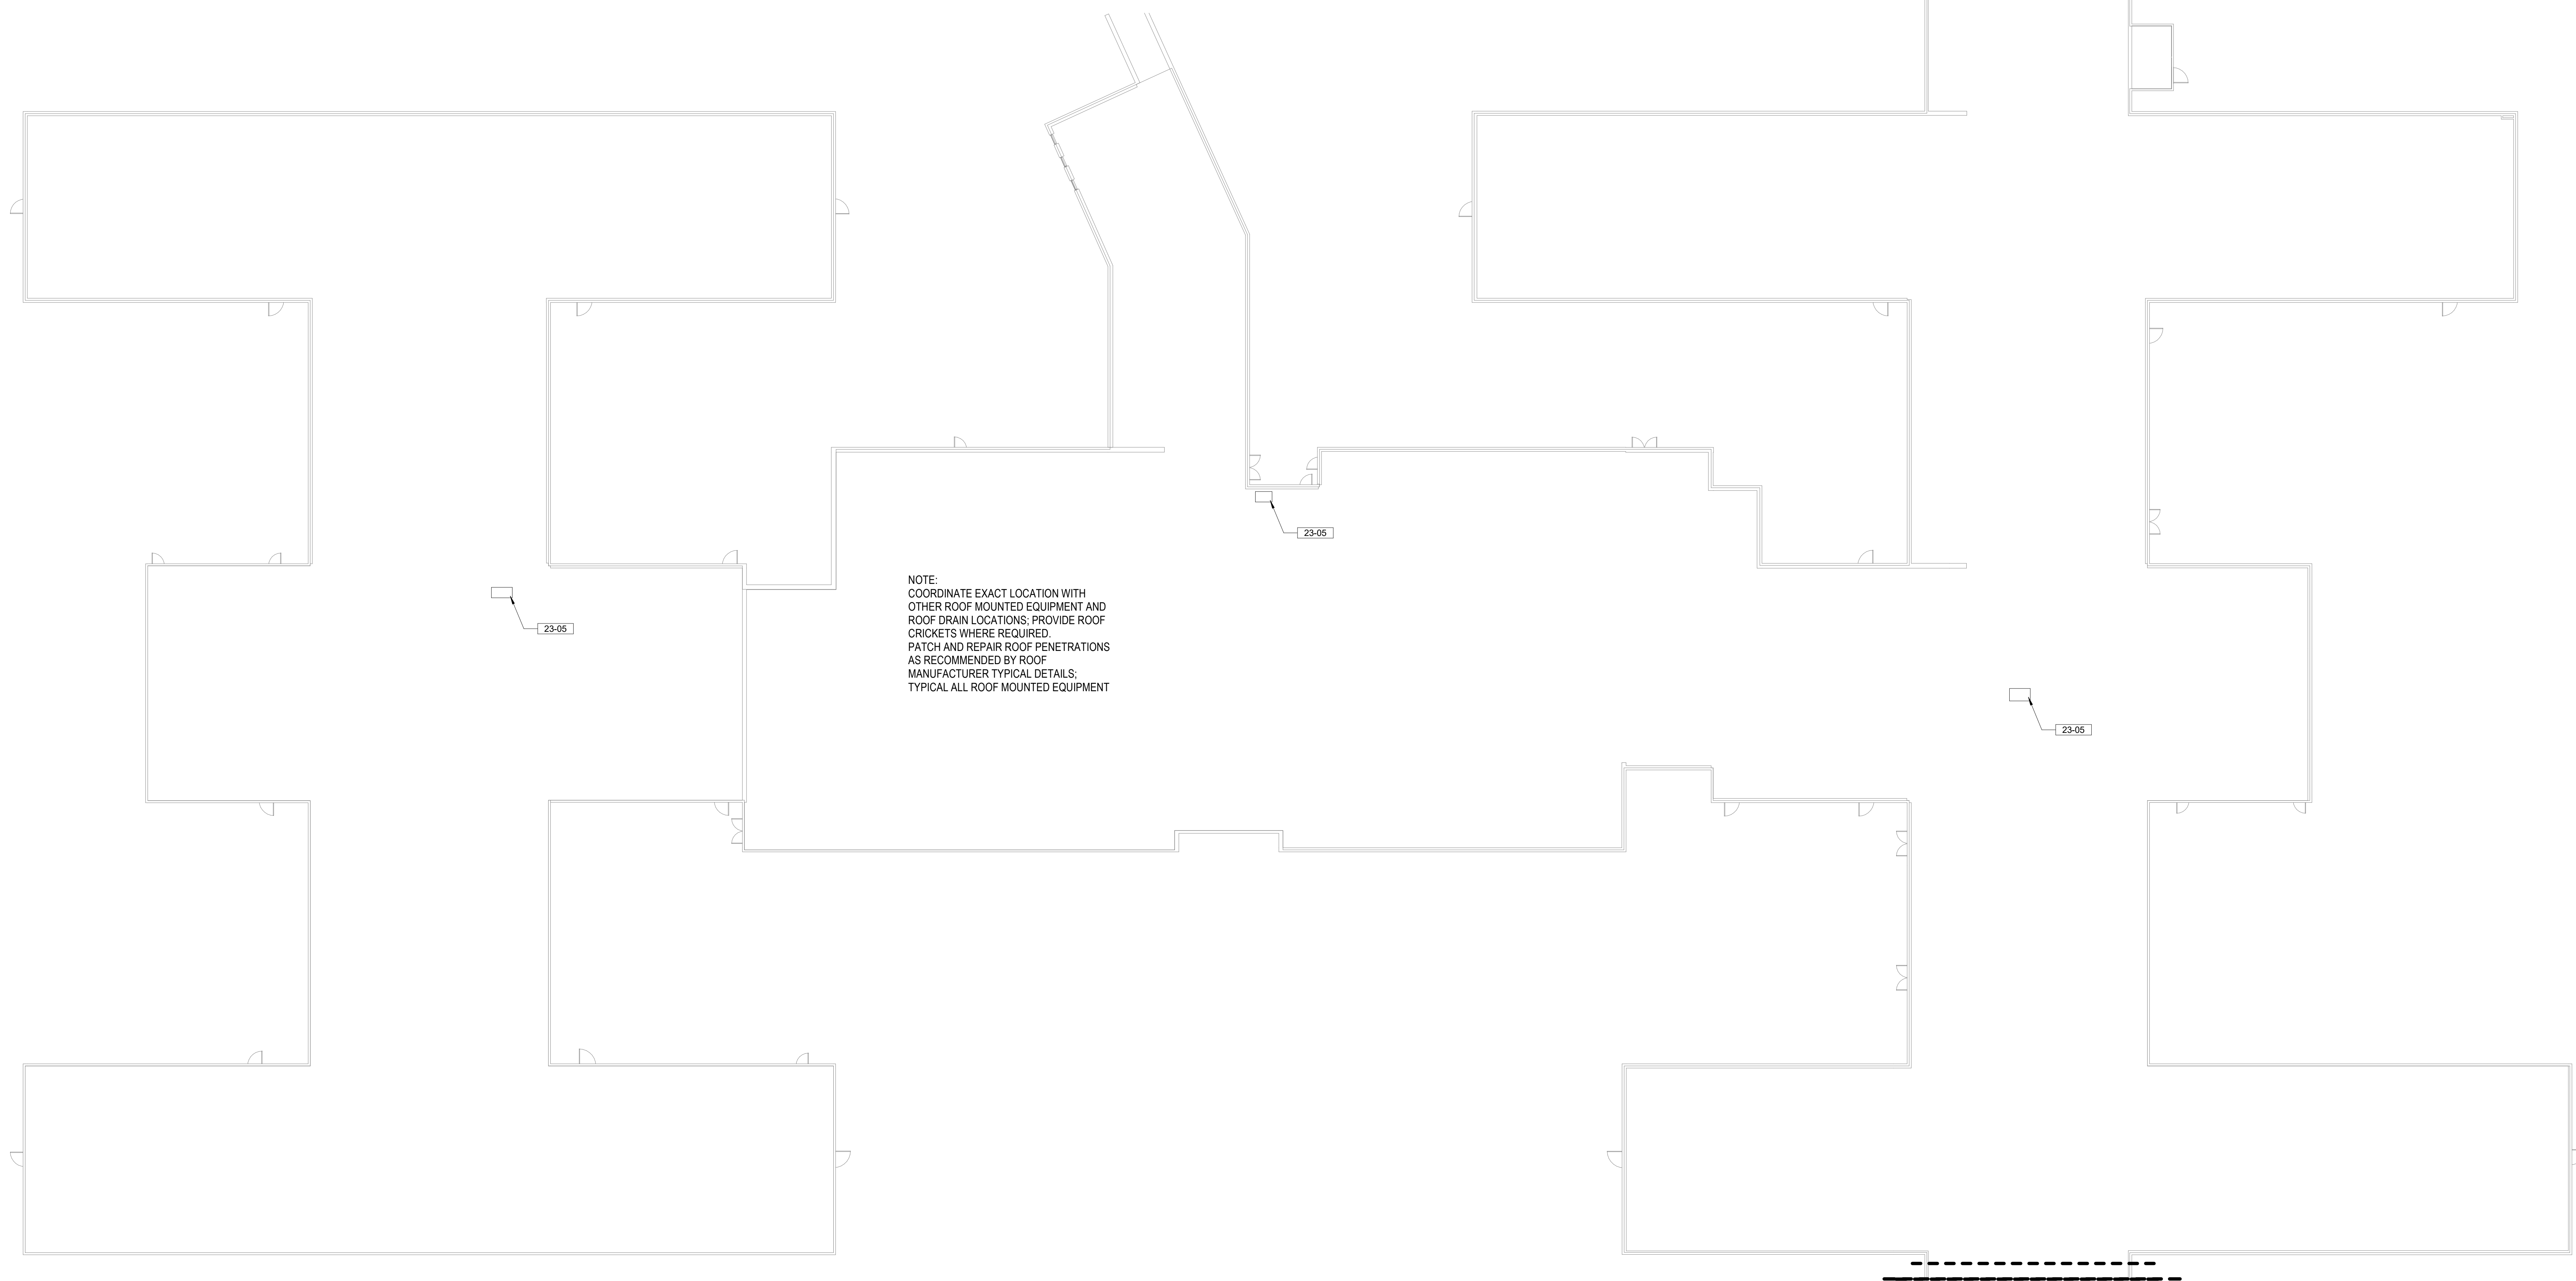 23-05
NOTE:
COORDINATE EXACT LOCATION WITH
OTHER ROOF MOUNTED EQUIPMENT AND
ROOF DRAIN LOCATIONS; PROVIDE ROOF
CRICKETS WHERE REQUIRED.
PATCH AND REPAIR ROOF PENETRATIONS
AS RECOMMENDED BY ROOF
MANUFACTURER TYPICAL DETAILS;
TYPICAL ALL ROOF MOUNTED EQUIPMENT
23-05
23-05